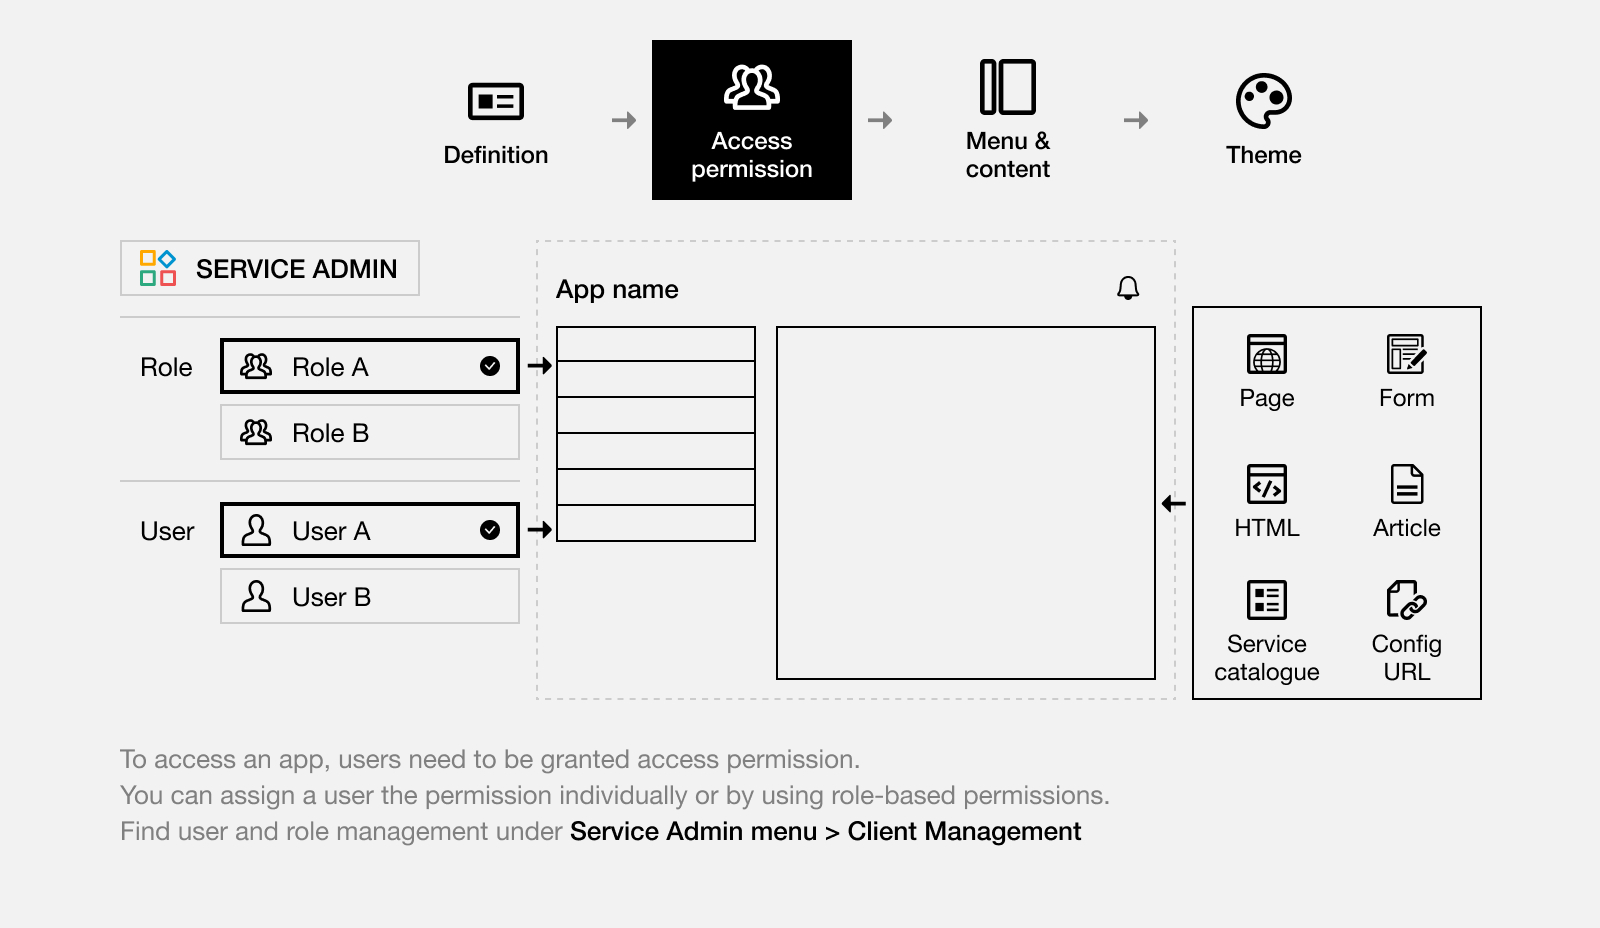 Definition
Access
permission
Menu &
content
Theme
SERVICE ADMIN
Role
Role A
Role B
User
User A
User B
App name
Page
Form
HTML
Article
Service
catalogue
Config
URL
To access an app, users need to be granted access permission.
You can assign a user the permission individually or by using role-based permissions.
Find user and role management under Service Admin menu > Client Management